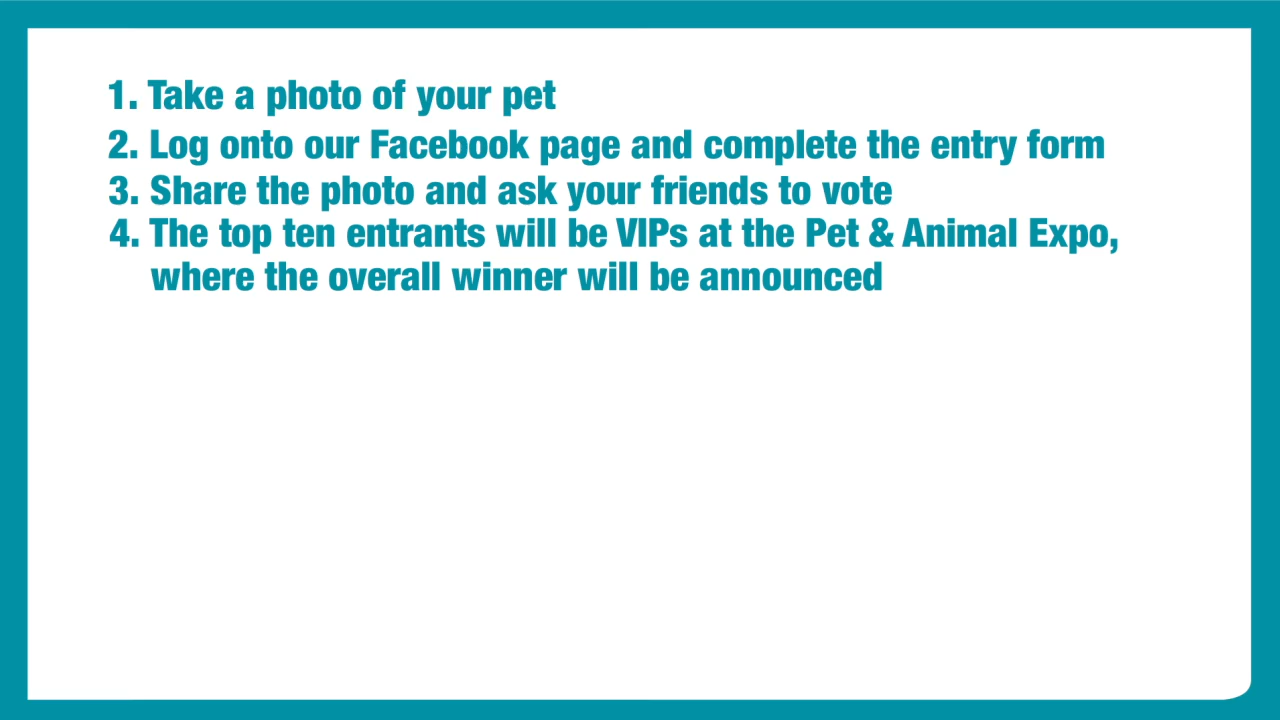 1. Take a photo of your pet
2. Log onto our Facebook page and complete the entry form
3. Share the photo and ask your friends to vote
4. The top ten entrants will be VIPs at the Pet & Animal Expo,
where the overall winner will be announced